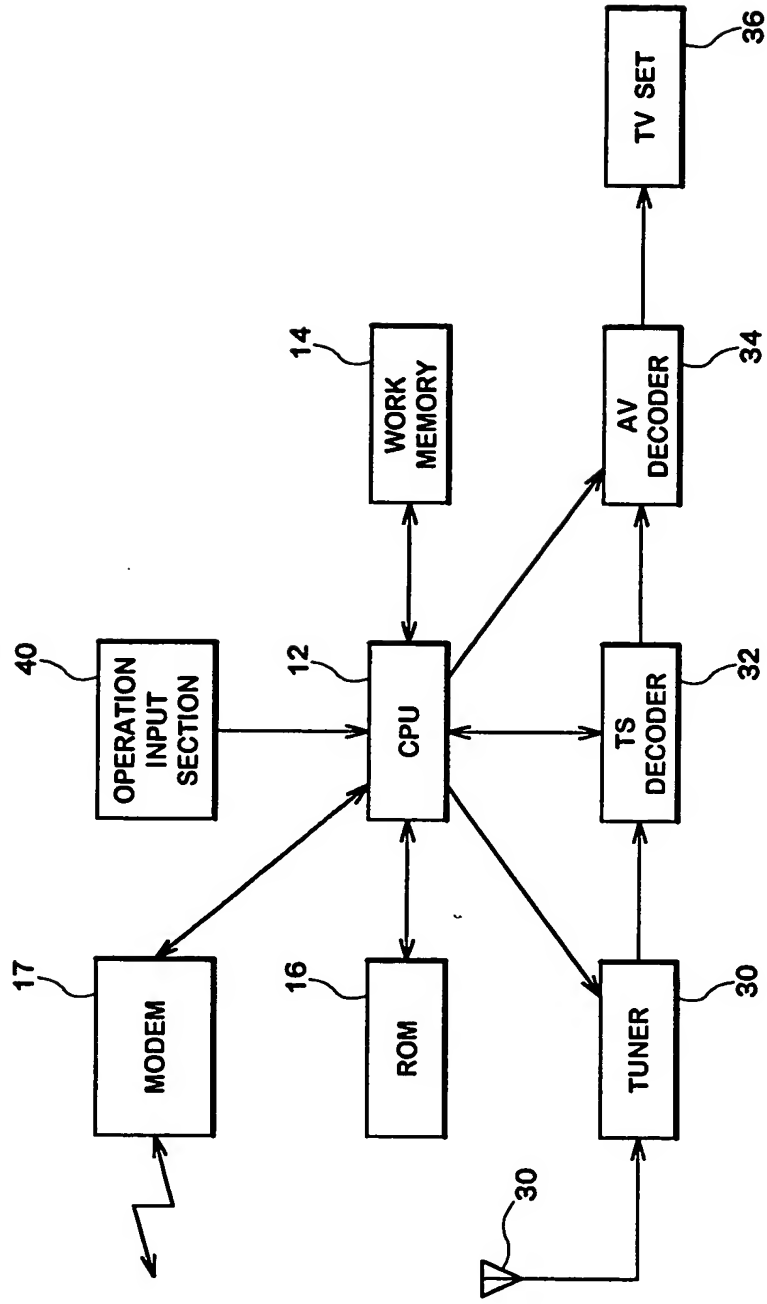 40
OPERATION
INPUT
SECTION
17
MODEM
16
ROM
12
CPU
14
WORK
MEMORY
30
30
TUNER
32
TS
DECODER
34
AV
DECODER
36
TV SET